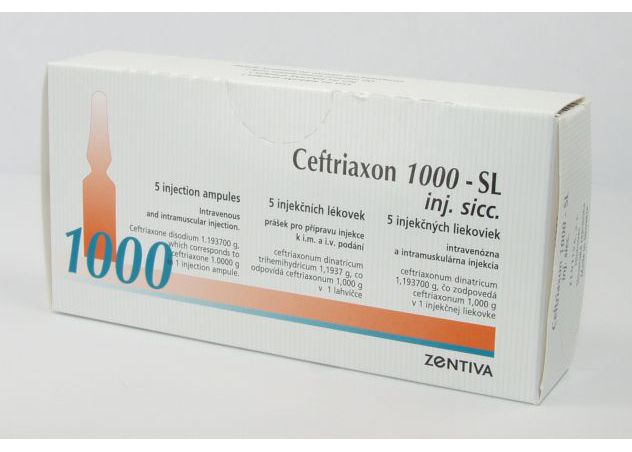 Ceftriaxon 1000 - SL
inj. sicc.
5 injection ampules
Intravenous
and intramuscular injection.
Ceftriaxone disodium 1.193700 g,
which corresponds to
ceftriaxone 1.0000 g
in 1 injection ampule.
5 injekčních lékovek
prášek pro přípravu injekce
k i.m. a i.v. podání
ceftriaxonum dinatricum
trihemihydricum 1,1937 g, co
odpovídá ceftriaxonum 1,000 g
v 1 lahvičce
5 injekčných liekoviek
intravenózna
a intramuskulárna injekcia
ceftriaxonum dinatricum
1,193700 g, čo zodpovedá
ceftriaxonum 1,000 g
v 1 injekčnej liekovke
1000
ZENTIVA
Ceftriaxon 1000 - SL
inj. sicc.